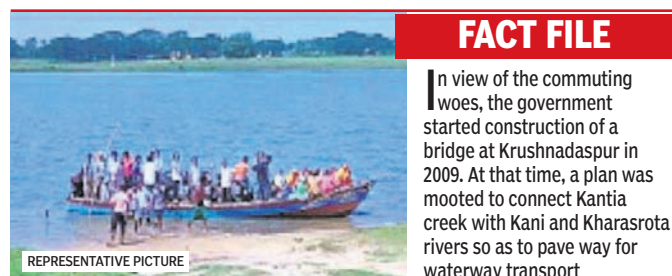 FACT FILE
In view of the commuting
woes, the government
started construction of a
bridge at Krushnadaspur in
2009. At that time, a plan was
mooted to connect Kantia
creek with Kani and Kharasrota
rivers so as to pave way for
waterway transport
REPRESENTATIVE PICTURE